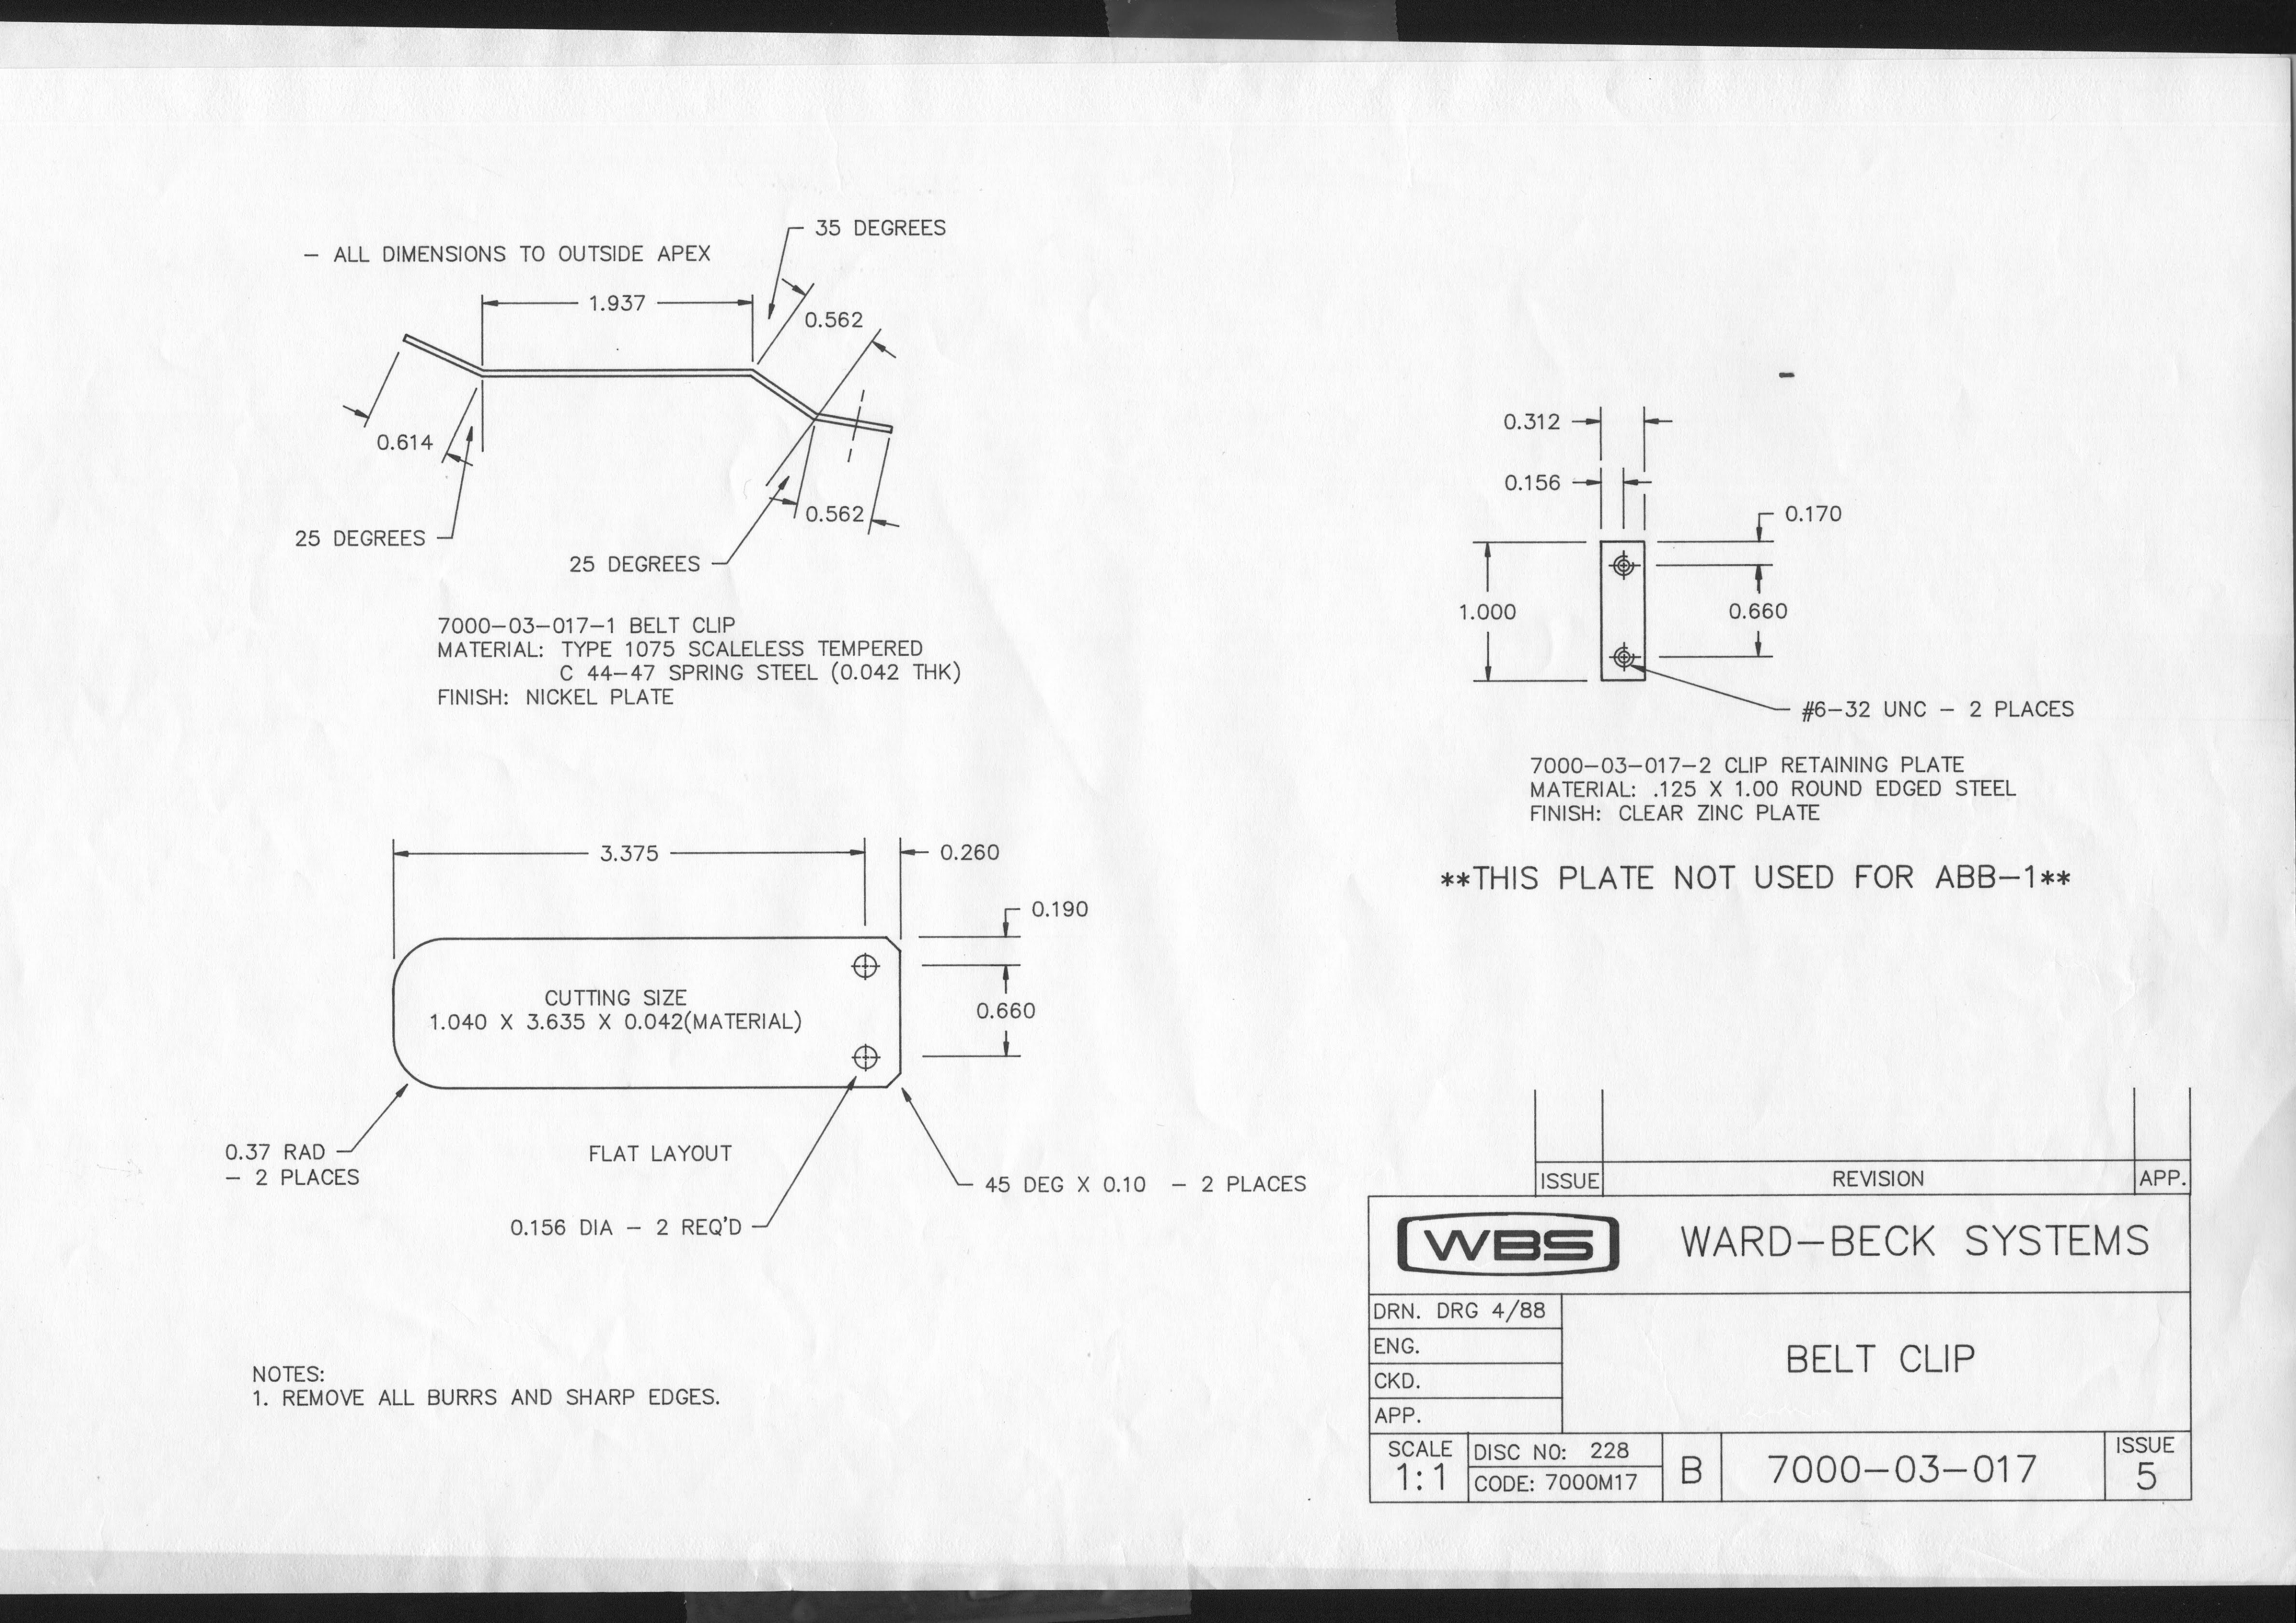 — ALL DIMENSIONS TO OUTSIDE APEX
35 DEGREES
1.937
0.562
0.614
25 DEGREES
0.562
25 DEGREES
7000-03-017-1 BELT CLIP
MATERIAL: TYPE 1075 SCALELESS TEMPERED
C 44-47 SPRING STEEL (0.042 THK)
FINISH: NICKEL PLATE
0.312
0.156
0.170
1.000
0.660
#6-32 UNC - 2 PLACES
7000-03-017-2 CLIP RETAINING PLATE
MATERIAL: .125 X 1.00 ROUND EDGED STEEL
FINISH: CLEAR ZINC PLATE
**THIS PLATE NOT USED FOR ABB-1**
3.375
0.260
0.190
CUTTING SIZE
1.040 X 3.635 X 0.042(MATERIAL)
0.660
0.37 RAD
- 2 PLACES
FLAT LAYOUT
45 DEG X 0.10 - 2 PLACES
0.156 DIA - 2 REQ'D
NOTES:
1. REMOVE ALL BURRS AND SHARP EDGES.
ISSUE REVISION APP.
WBS WARD-BECK SYSTEMS
DRN. DRG 4/88
ENG.
CKD.
APP.
BELT CLIP
SCALE
1:1
DISC NO: 228
CODE: 7000M17
B
7000-03-017
ISSUE
5